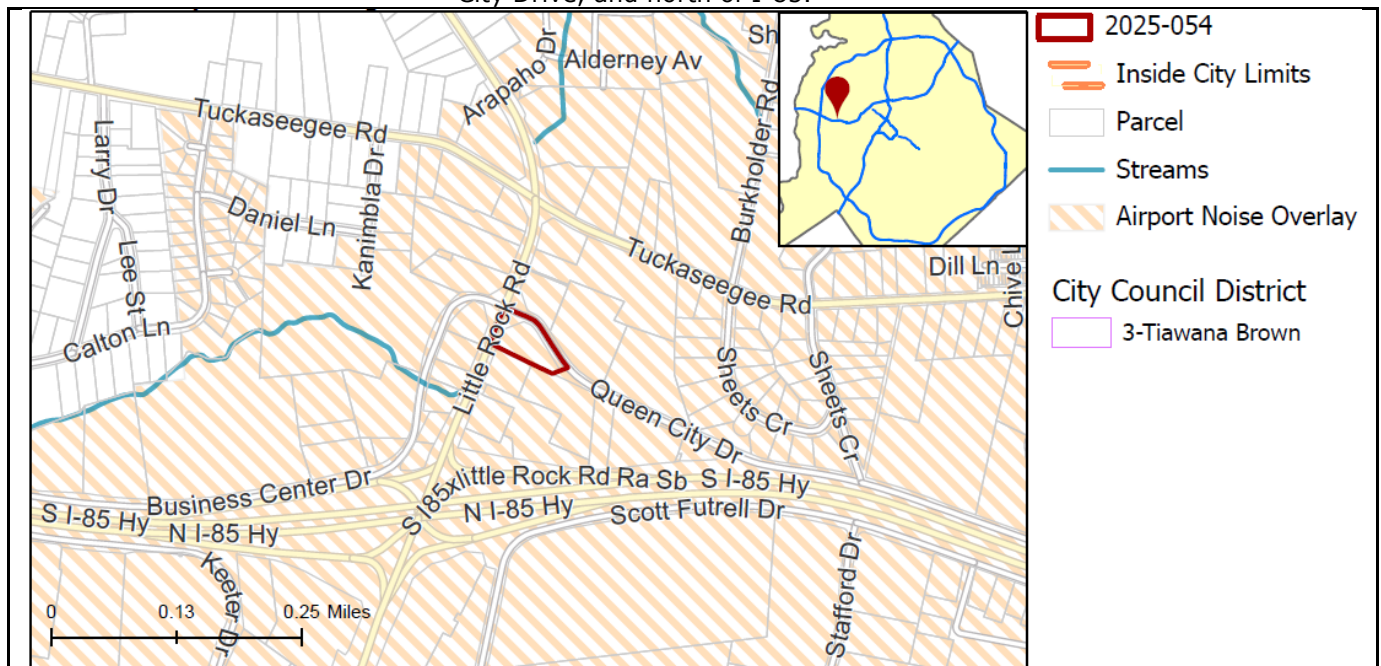 City Drive, and north of I-85.
Arapaho Dr
Alderney Av
Sh
Tuckaseegee Rd
Larry Dr
Kanimbla Dr
Burkholder Rd
Daniel Ln
Lee St
Tuckaseegee Rd
Dill Ln
Chive L
Little Rock Rd
Calton Ln
Sheets Cr
Sheets Cr
Queen City Dr
Business Center Dr
S I85xlittle Rock Rd Ra Sb
S I-85 Hy
S I-85 Hy
N I-85 Hy
N I-85 Hy
Scott Futrell Dr
Keeter Dr
Stafford Dr
0 0.13 0.25 Miles
2025-054
Inside City Limits
Parcel
Streams
Airport Noise Overlay
City Council District
3-Tiawana Brown